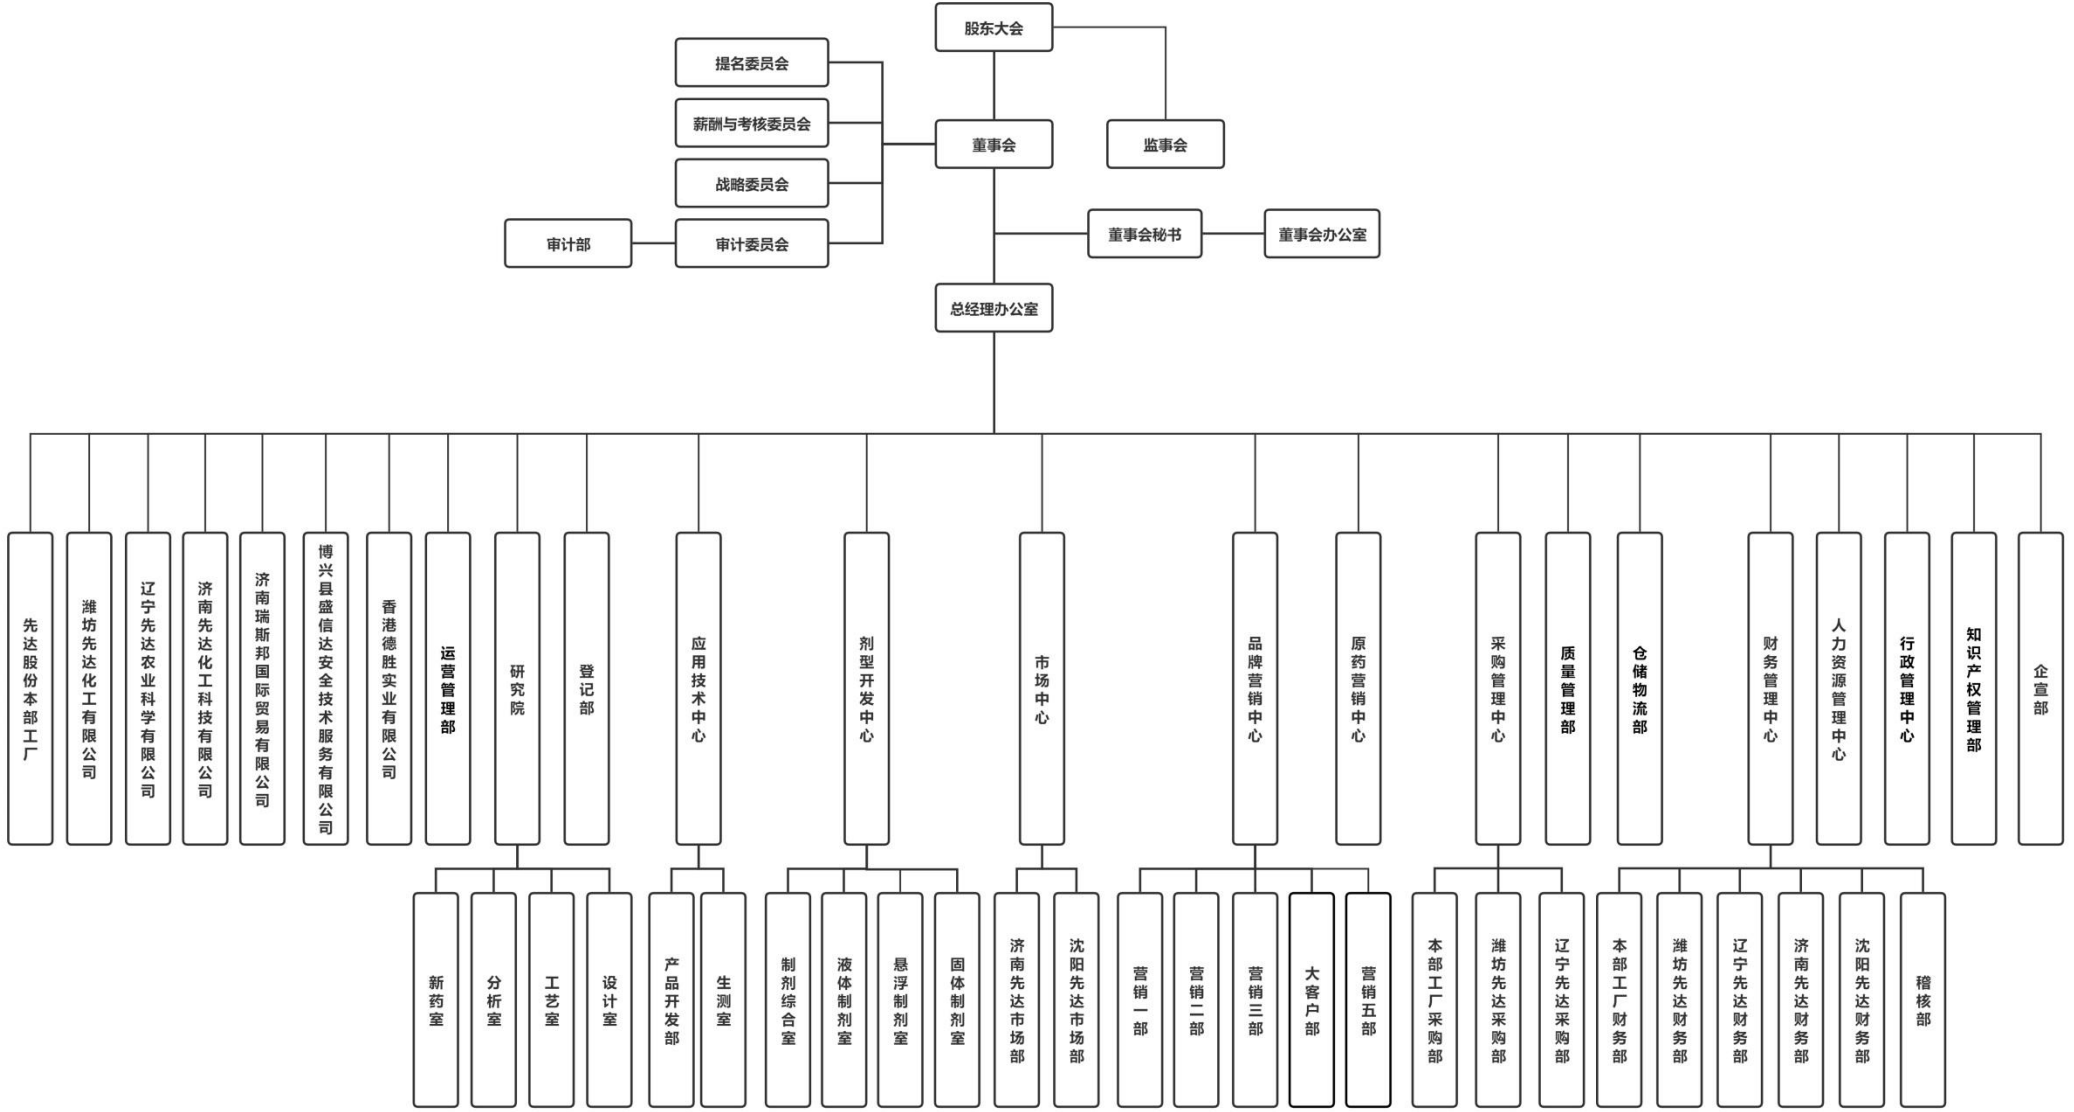 股东大会
提名委员会
薪酬与考核委员会
董事会
监事会
战略委员会
审计部
审计委员会
董事会秘书
董事会办公室
总经理办公室
先达股份本部工厂
潍坊先达化工有限公司
辽宁先达农业科学有限公司
济南先达化工科技有限公司
济南瑞斯邦国际贸易有限公司
博兴县盛信达安全技术服务有限公司
香港德胜实业有限公司
运营管理部
研究院
登记部
应用技术中心
剂型开发中心
市场中心
品牌营销中心
原药营销中心
采购管理中心
质量管理部
仓储物流部
财务管理中心
人力资源管理中心
行政管理中心
知识产权管理部
企宣部
新药室
分析室
工艺室
设计室
产品开发部
生测室
制剂综合室
液体制剂室
悬浮制剂室
固体制剂室
济南先达市场部
沈阳先达市场部
营销一部
营销二部
营销三部
大客户部
营销五部
本部工厂采购部
潍坊先达采购部
辽宁先达采购部
本部工厂财务部
潍坊先达财务部
辽宁先达财务部
济南先达财务部
沈阳先达财务部
稽核部